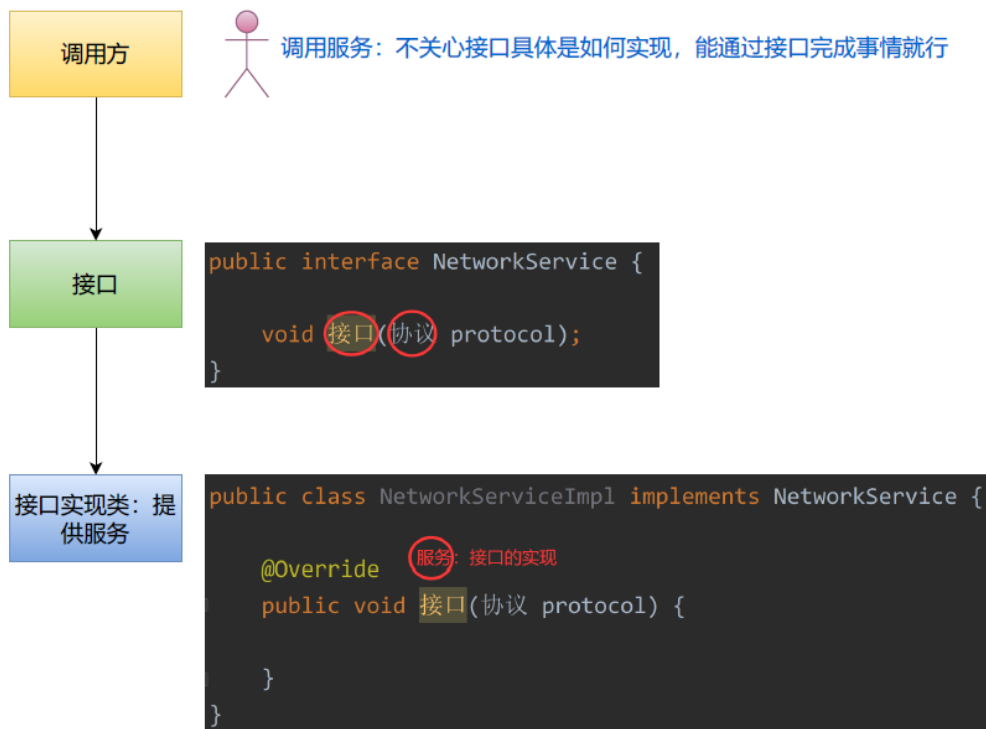 调用方
调用服务：不关心接口具体是如何实现，能通过接口完成事情就行
接口
public interface NetworkService {
void 接口(协议 protocol);
}
接口实现类：提
供服务
public class NetworkServiceImpl implements NetworkService {
服务：接口的实现
@Override
public void 接口(协议 protocol) {
}
}